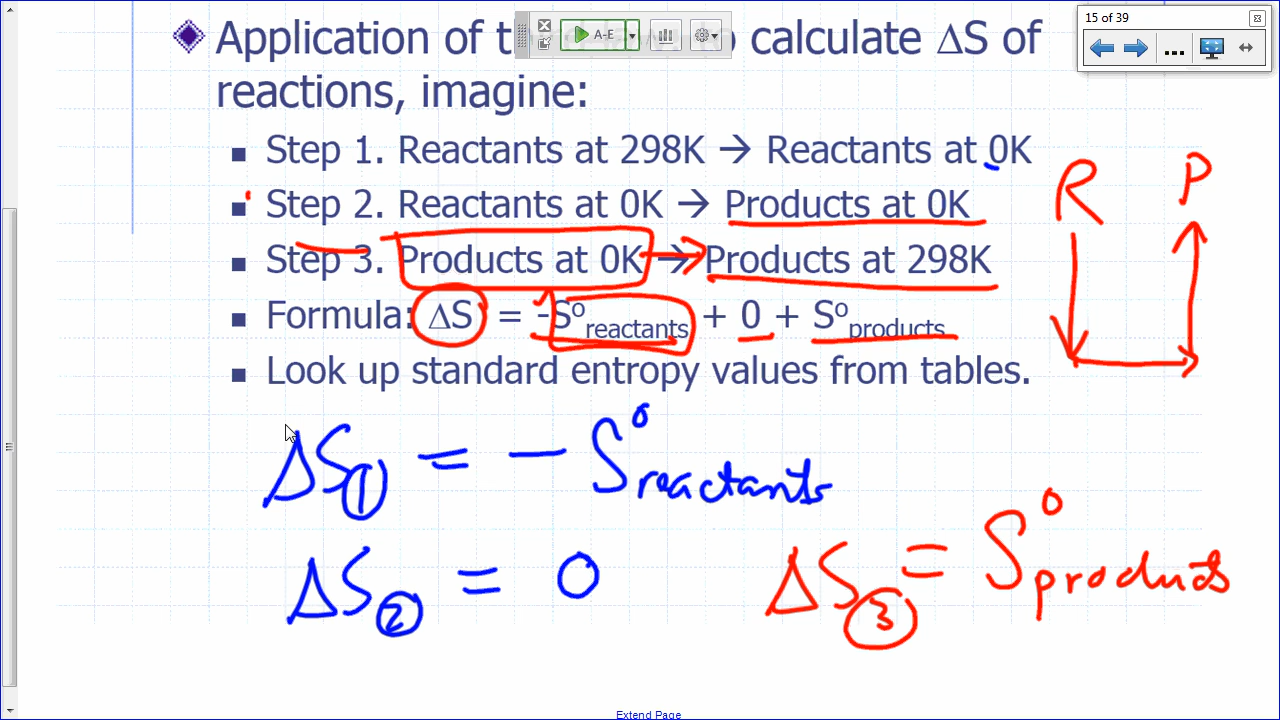 15 of 39
A-E
Application of t calculate ΔS of
reactions, imagine:
Step 1. Reactants at 298K → Reactants at 0K
Step 2. Reactants at 0K → Products at 0K
Step 3. Products at 0K → Products at 298K
Formula: ΔS = -S°reactants + 0 + S°products
Look up standard entropy values from tables.
R P
ΔS① = − S°reactants
ΔS② = 0
ΔS③ = S°products
Extend Page